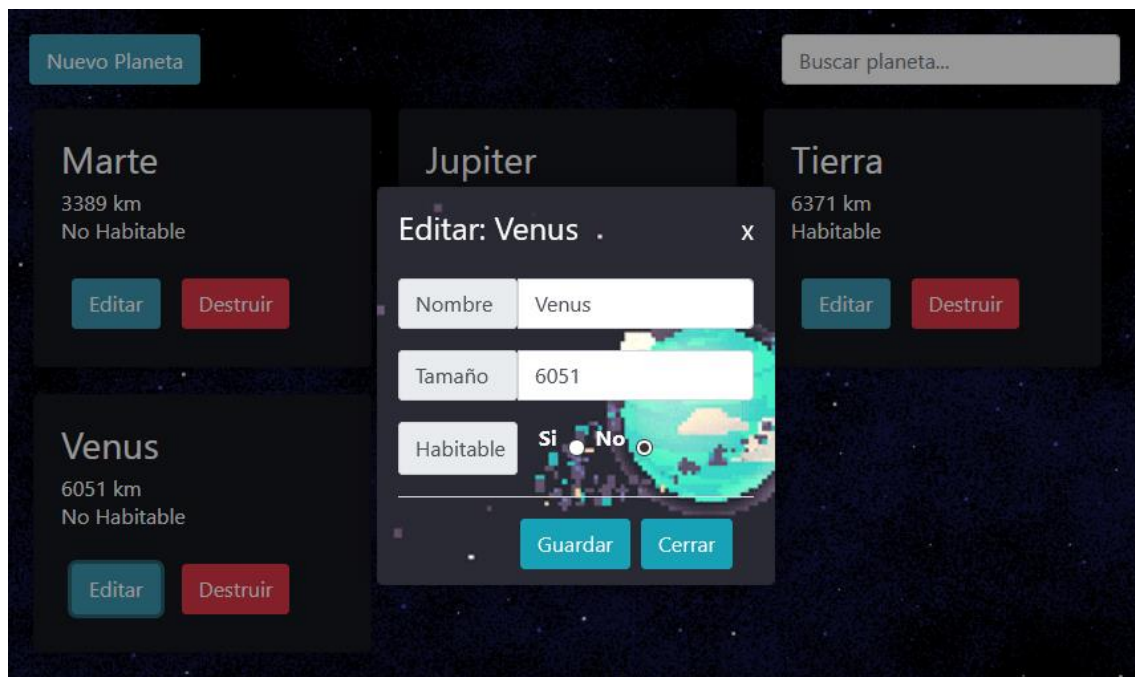 Nuevo Planeta
Buscar planeta...
Marte
3389 km
No Habitable
Editar Destruir
Jupiter
Tierra
6371 km
Habitable
Editar Destruir
Venus
6051 km
No Habitable
Editar Destruir
Editar: Venus x
Nombre Venus
Tamaño 6051
Habitable Si No
Guardar Cerrar